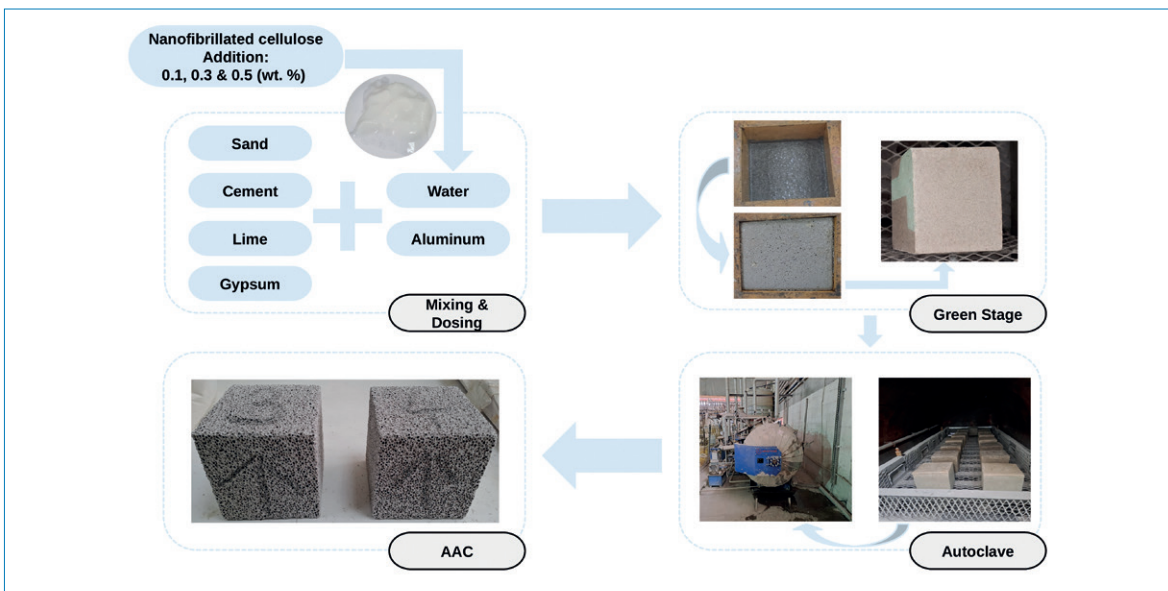 Nanofibrillated cellulose
Addition:
0.1, 0.3 & 0.5 (wt. %)
Sand
Cement
Lime
Gypsum
Water
Aluminum
Mixing &
Dosing
Green Stage
Autoclave
AAC